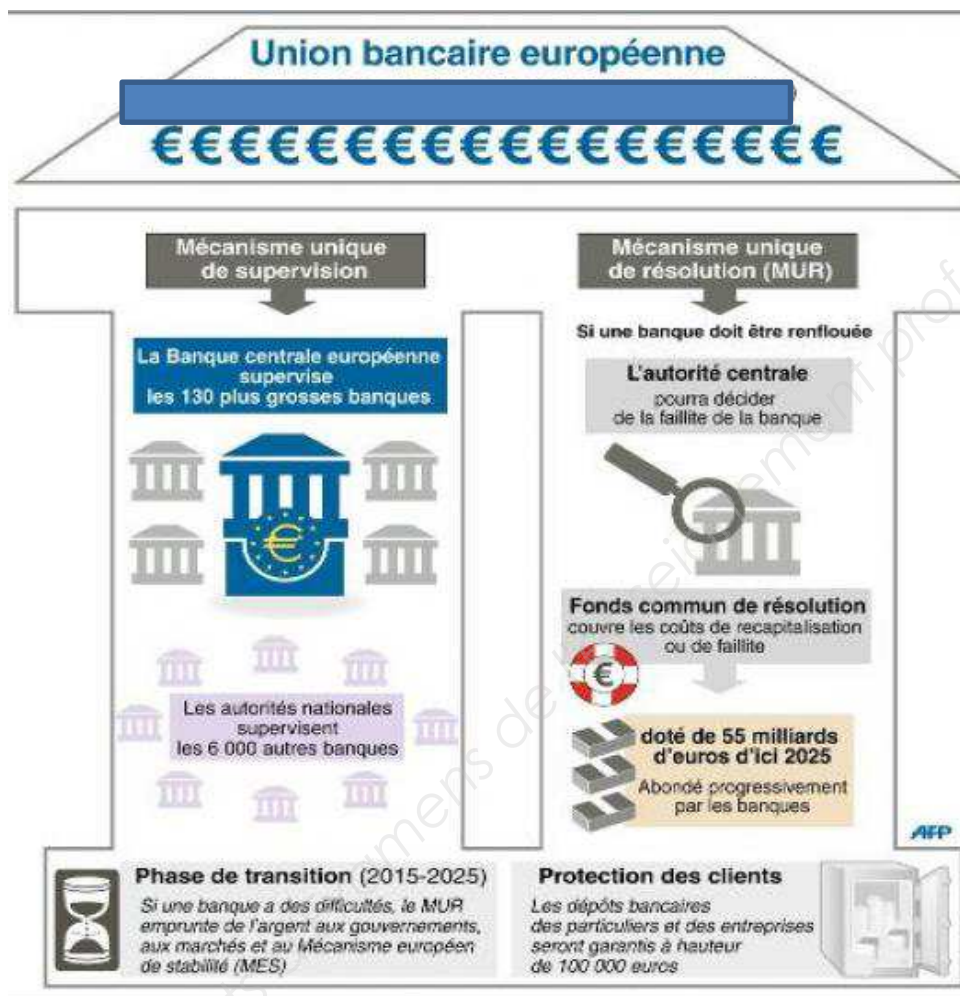 Union bancaire européenne
€€€€€€€€€€€€€€€€€€
Mécanisme unique
de supervision
La Banque centrale européenne
supervise
les 130 plus grosses banques
€
Les autorités nationales
supervisent
les 6 000 autres banques
Mécanisme unique
de résolution (MUR)
Si une banque doit être renflouée
L'autorité centrale
pourra décider
de la faillite de la banque
Fonds commun de résolution
couvre les coûts de recapitalisation
ou de faillite
€
doté de 55 milliards
d'euros d'ici 2025
Abondé progressivement
par les banques
AFP
Phase de transition (2015-2025)
Si une banque a des difficultés, le MUR
emprunte de l'argent aux gouvernements,
aux marchés et au Mécanisme européen
de stabilité (MES)
Protection des clients
Les dépôts bancaires
des particuliers et des entreprises
seront garantis à hauteur
de 100 000 euros